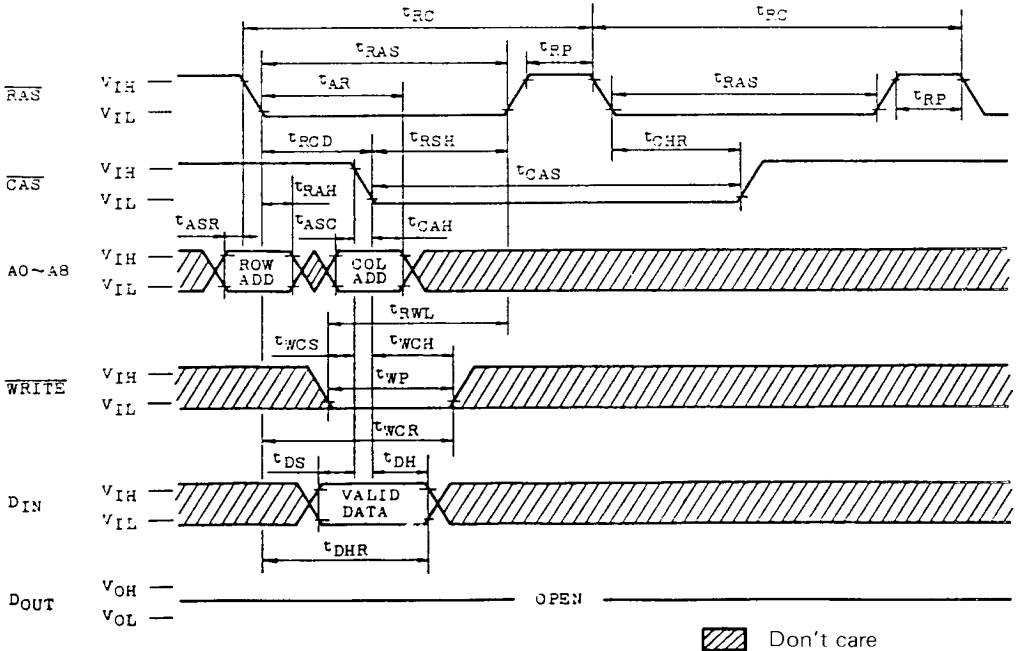 tRC tRC
tRAS tRP
RAS VIH tAR tRAS
VIL tRP
tRCD tRSH tCHR
CAS VIH tCAS
VIL tRAH
tASR tASC tCAH
A0~A8 VIH ROW ADD COL ADD
VIL
tRWL
tWCS tWCH
WRITE VIH tWP
VIL
tWCR
tDS tDH
DIN VIH VALID DATA
VIL
tDHR
DOUT VOH OPEN
VOL
Don't care